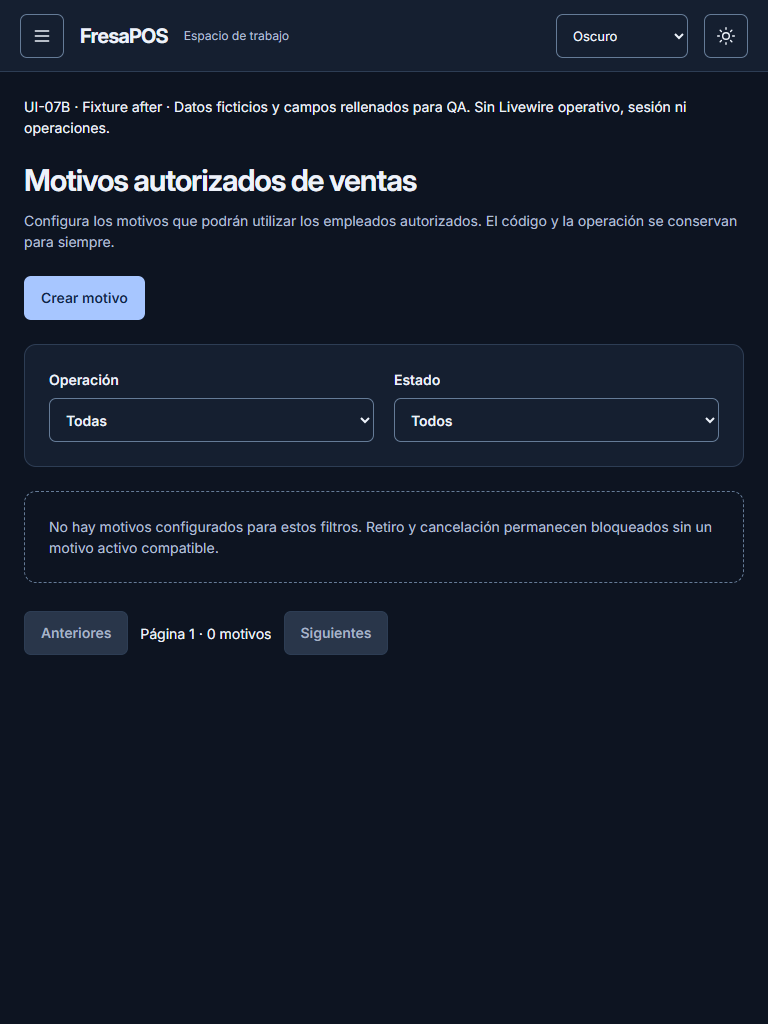 FresaPOS Espacio de trabajo Oscuro
UI-07B · Fixture after · Datos ficticios y campos rellenados para QA. Sin Livewire operativo, sesión ni
operaciones.
Motivos autorizados de ventas
Configura los motivos que podrán utilizar los empleados autorizados. El código y la operación se conservan
para siempre.
Crear motivo
Operación Estado
Todas Todos
No hay motivos configurados para estos filtros. Retiro y cancelación permanecen bloqueados sin un
motivo activo compatible.
Anteriores Página 1 · 0 motivos Siguientes